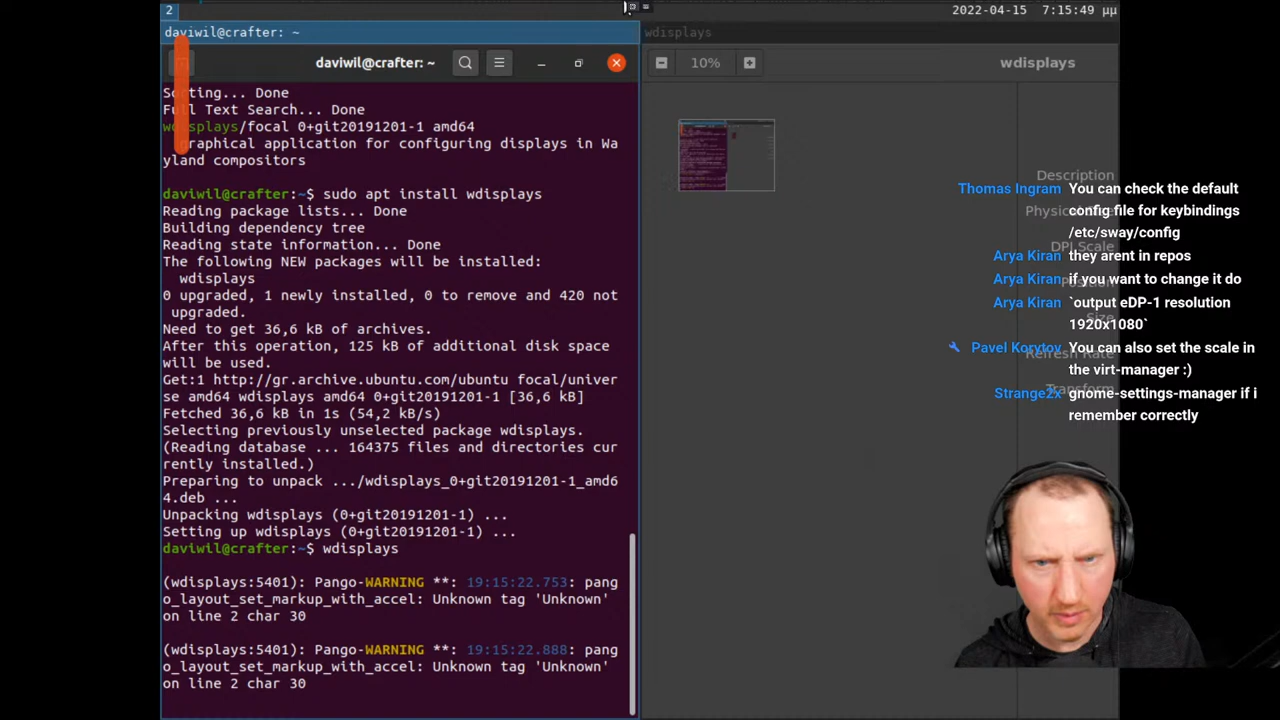 2
2022-04-15 7:15:49 μμ
daviwil@crafter: ~
wdisplays
daviwil@crafter: ~
10%
wdisplays
Sorting... Done
Full Text Search... Done
wdisplays/focal 0+git20191201-1 amd64
graphical application for configuring displays in Wa
yland compositors
daviwil@crafter:~$ sudo apt install wdisplays
Reading package lists... Done
Building dependency tree
Reading state information... Done
The following NEW packages will be installed:
wdisplays
0 upgraded, 1 newly installed, 0 to remove and 420 not
upgraded.
Need to get 36,6 kB of archives.
After this operation, 125 kB of additional disk space
will be used.
Get:1 http://gr.archive.ubuntu.com/ubuntu focal/univer
se amd64 wdisplays amd64 0+git20191201-1 [36,6 kB]
Fetched 36,6 kB in 1s (54,2 kB/s)
Selecting previously unselected package wdisplays.
(Reading database ... 164375 files and directories cur
rently installed.)
Preparing to unpack .../wdisplays_0+git20191201-1_amd6
4.deb ...
Unpacking wdisplays (0+git20191201-1) ...
Setting up wdisplays (0+git20191201-1) ...
daviwil@crafter:~$ wdisplays
(wdisplays:5401): Pango-WARNING **: 19:15:22.753: pang
o_layout_set_markup_with_accel: Unknown tag 'Unknown'
on line 2 char 30
(wdisplays:5401): Pango-WARNING **: 19:15:22.888: pang
o_layout_set_markup_with_accel: Unknown tag 'Unknown'
on line 2 char 30
Description
DPI Scale
Refresh Rate
Transform
Thomas Ingram You can check the default
config file for keybindings
/etc/sway/config
Arya Kiran they arent in repos
Arya Kiran if you want to change it do
Arya Kiran `output eDP-1 resolution
1920x1080`
Pavel Korytov You can also set the scale in
the virt-manager :)
Strange2x gnome-settings-manager if i
remember correctly